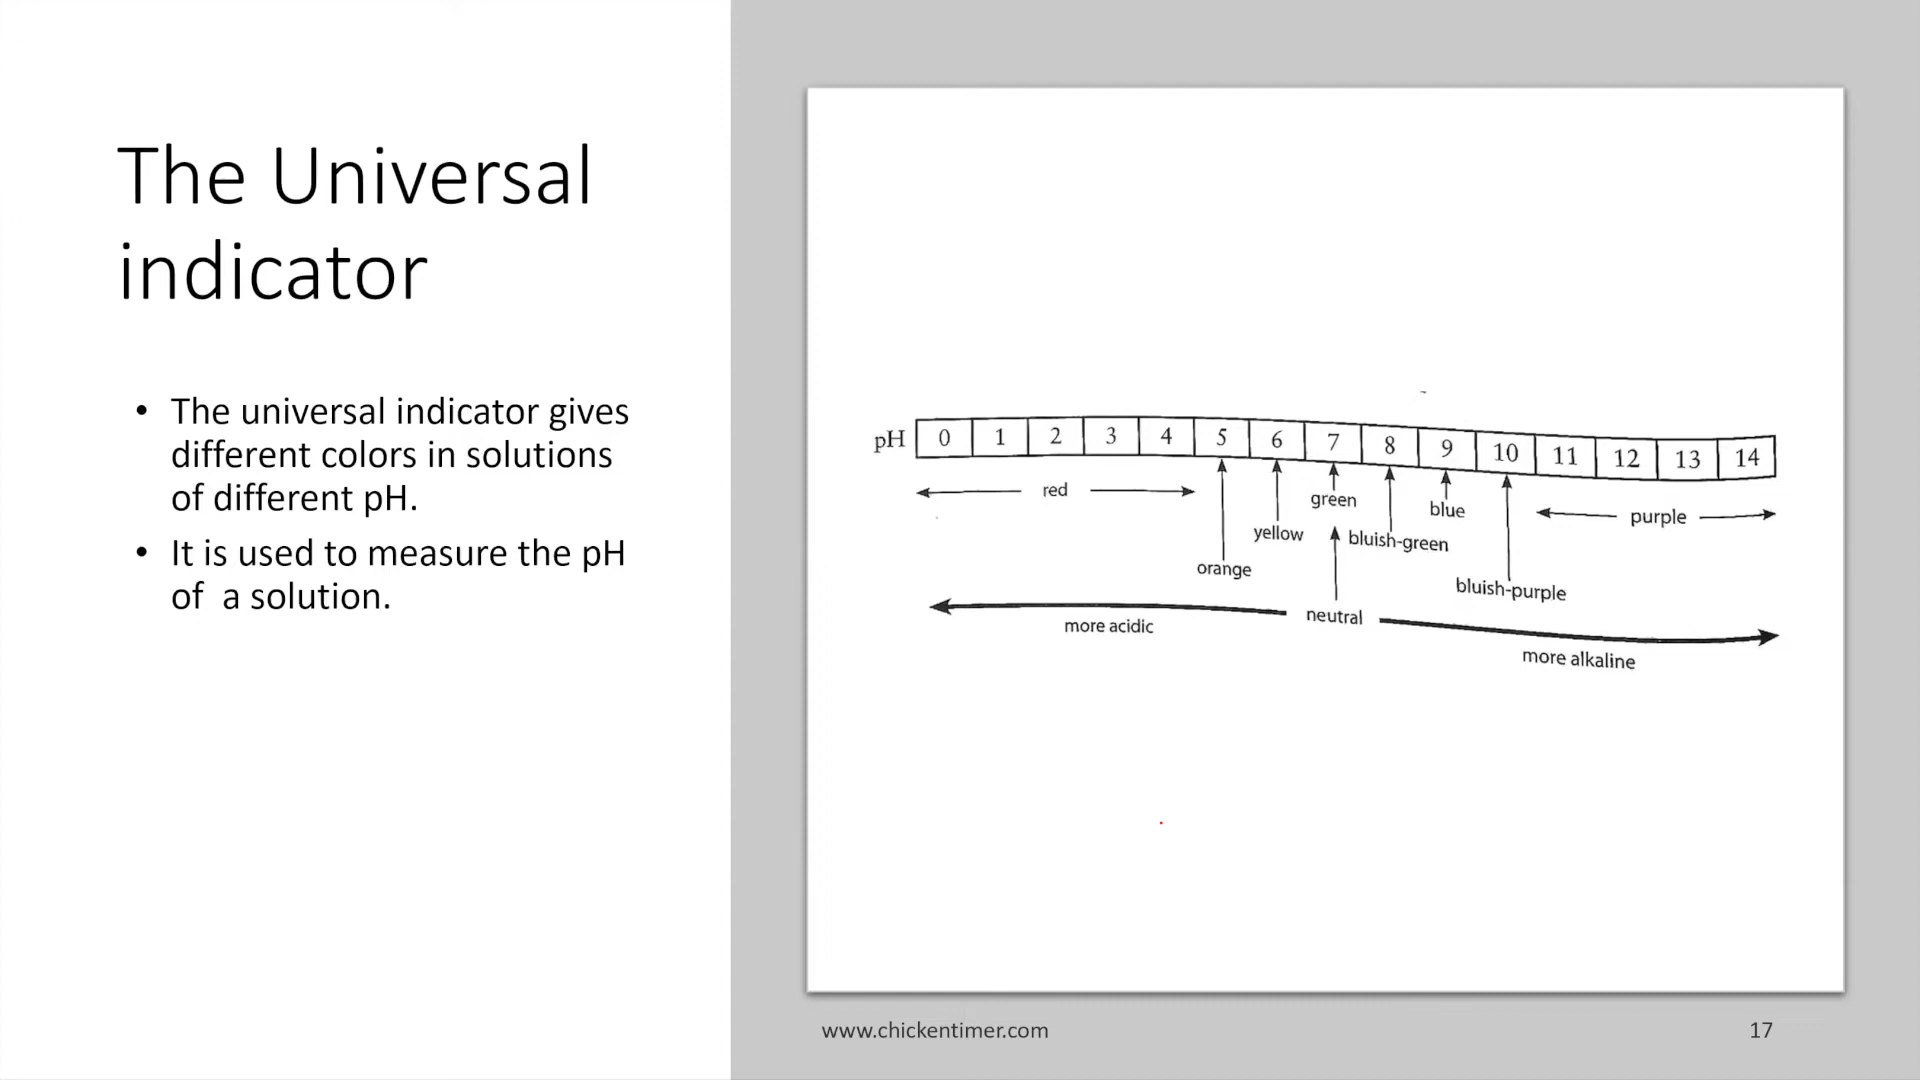 The Universal
indicator
• The universal indicator gives
different colors in solutions
of different pH.
• It is used to measure the pH
of  a solution.
pH 0 1 2 3 4 5 6 7 8 9 10 11 12 13 14
red
green
blue
purple
yellow
bluish-green
orange
bluish-purple
neutral
more acidic
more alkaline
www.chickentimer.com
17